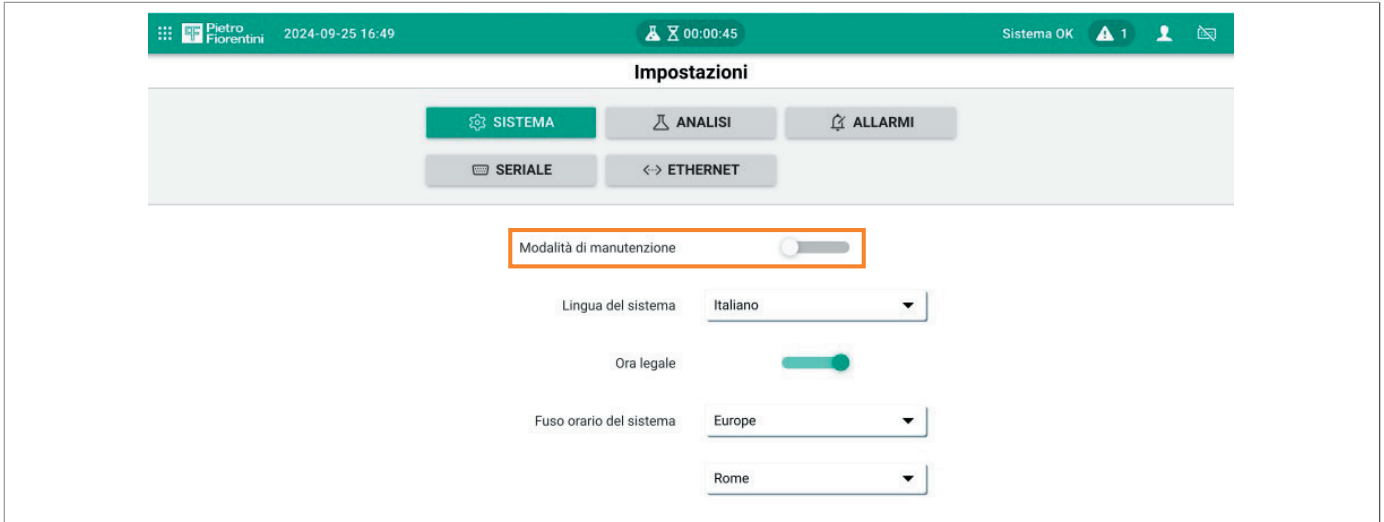 Pietro Fiorentini 2024-09-25 16:49 00:00:45 Sistema OK 1
Impostazioni
SISTEMA ANALISI ALLARMI
SERIALE ETHERNET
Modalità di manutenzione
Lingua del sistema Italiano
Ora legale
Fuso orario del sistema Europe
Rome